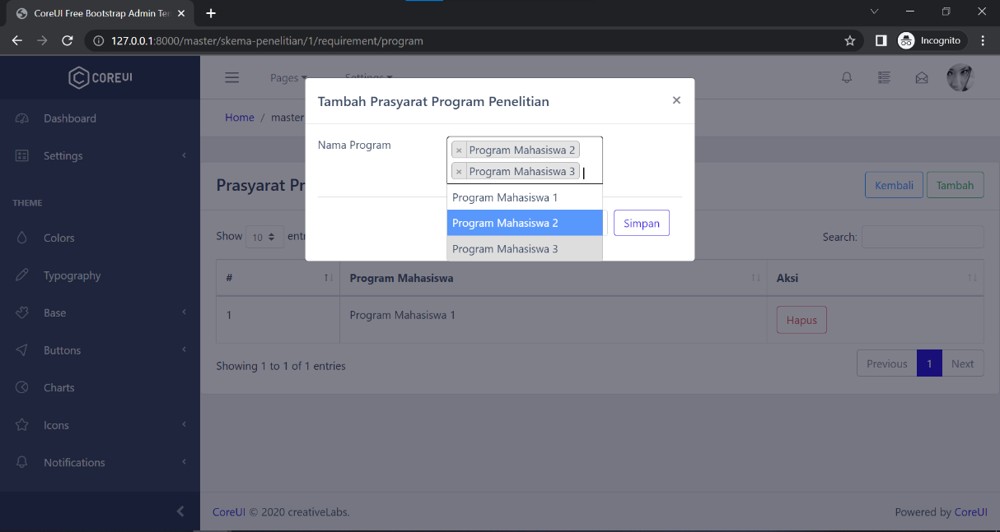 CoreUI Free Bootstrap Admin Ter
127.0.0.1:8000/master/skema-penelitian/1/requirement/program
Incognito
COREUI
Pages
Settings
Dashboard
Settings
THEME
Colors
Typography
Base
Buttons
Charts
Icons
Notifications
Home / master
Tambah Prasyarat Program Penelitian
×
Nama Program
× Program Mahasiswa 2
× Program Mahasiswa 3
Program Mahasiswa 1
Program Mahasiswa 2
Program Mahasiswa 3
Simpan
Prasyarat Pr
Kembali
Tambah
Show 10 entr
Search:
# Program Mahasiswa Aksi
1 Program Mahasiswa 1 Hapus
Showing 1 to 1 of 1 entries
Previous 1 Next
CoreUI © 2020 creativeLabs.
Powered by CoreUI